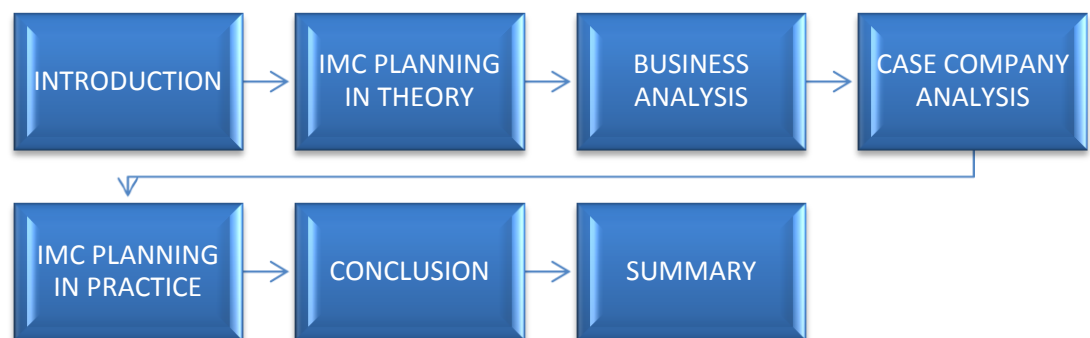 INTRODUCTION
IMC PLANNING
IN THEORY
BUSINESS
ANALYSIS
CASE COMPANY
ANALYSIS
IMC PLANNING
IN PRACTICE
CONCLUSION
SUMMARY